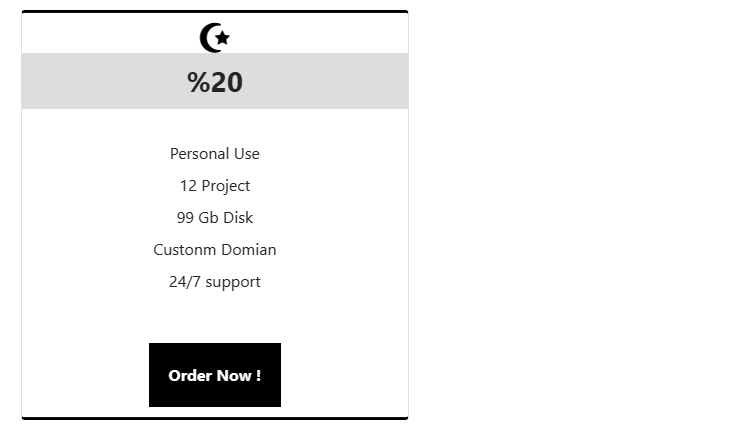 %20
Personal Use
12 Project
99 Gb Disk
Custonm Domian
24/7 support
Order Now !